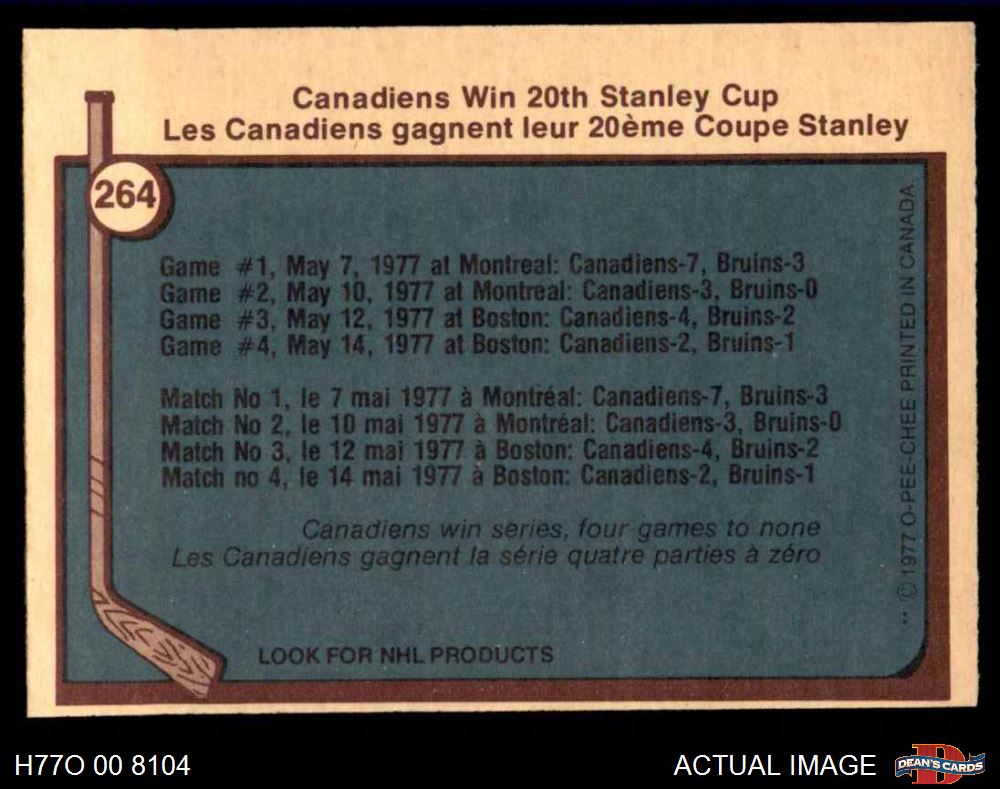 Canadiens Win 20th Stanley Cup
Les Canadiens gagnent leur 20ème Coupe Stanley
264
Game #1, May 7, 1977 at Montreal: Canadiens-7, Bruins-3
Game #2, May 10, 1977 at Montreal: Canadiens-3, Bruins-0
Game #3, May 12, 1977 at Boston: Canadiens-4, Bruins-2
Game #4, May 14, 1977 at Boston: Canadiens-2, Bruins-1
Match No 1, le 7 mai 1977 à Montréal: Canadiens-7, Bruins-3
Match No 2, le 10 mai 1977 à Montréal: Canadiens-3, Bruins-0
Match No 3, le 12 mai 1977 à Boston: Canadiens-4, Bruins-2
Match no 4, le 14 mai 1977 à Boston: Canadiens-2, Bruins-1
Canadiens win series, four games to none
Les Canadiens gagnent la série quatre parties à zéro
LOOK FOR NHL PRODUCTS
** © 1977 O-PEE-CHEE PRINTED IN CANADA.
H77O 00 8104
ACTUAL IMAGE
D
DEAN'S CARDS